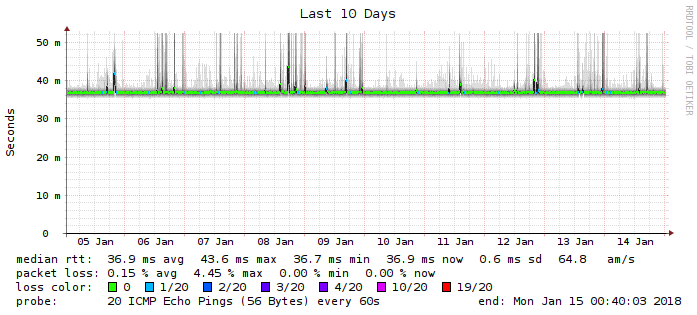 Last 10 Days
RRDTOOL / TOBI OETIKER
Seconds
50 m
40 m
30 m
20 m
10 m
0
05 Jan 06 Jan 07 Jan 08 Jan 09 Jan 10 Jan 11 Jan 12 Jan 13 Jan 14 Jan
median rtt: 36.9 ms avg 43.6 ms max 36.7 ms min 36.9 ms now 0.6 ms sd 64.8 am/s
packet loss: 0.15 % avg 4.45 % max 0.00 % min 0.00 % now
loss color: 0 1/20 2/20 3/20 4/20 10/20 19/20
probe: 20 ICMP Echo Pings (56 Bytes) every 60s end: Mon Jan 15 00:40:03 2018